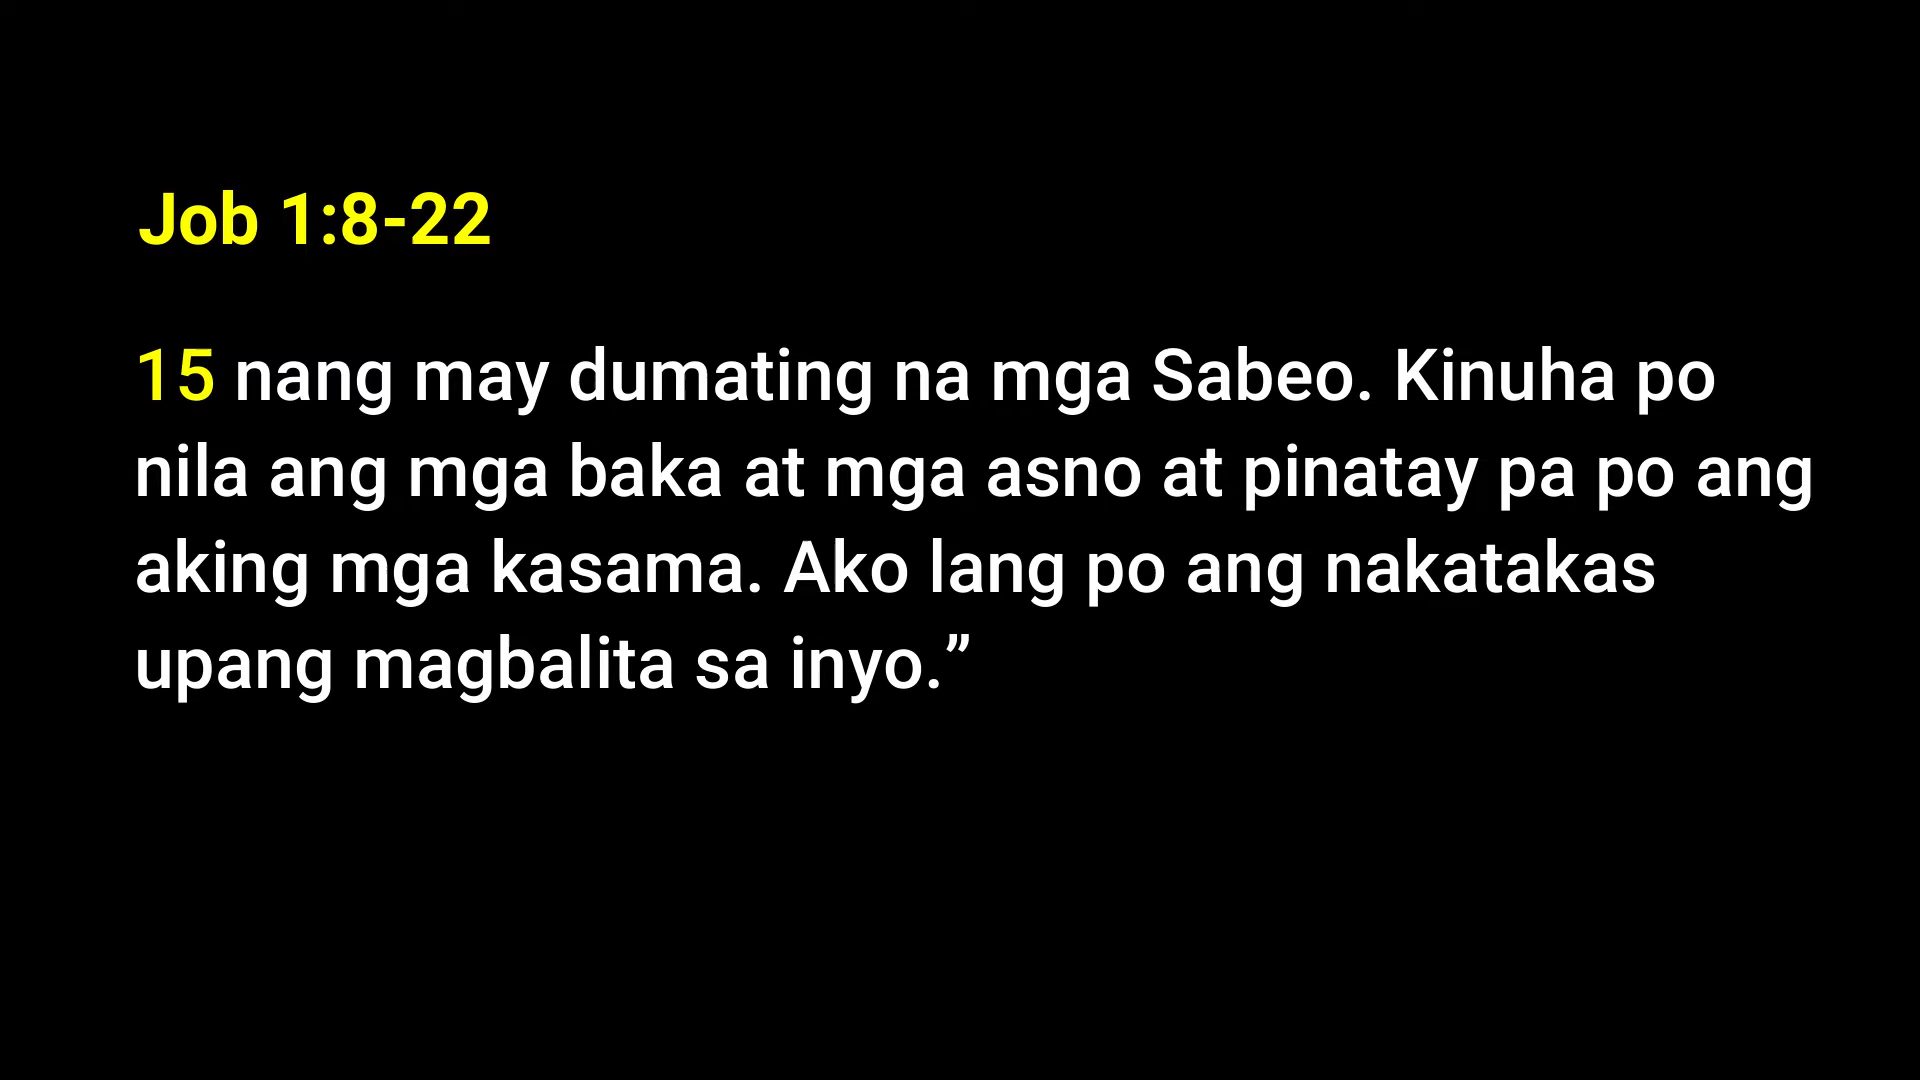 Job 1:8-22
15 nang may dumating na mga Sabeo. Kinuha po
nila ang mga baka at mga asno at pinatay pa po ang
aking mga kasama. Ako lang po ang nakatakas
upang magbalita sa inyo.”